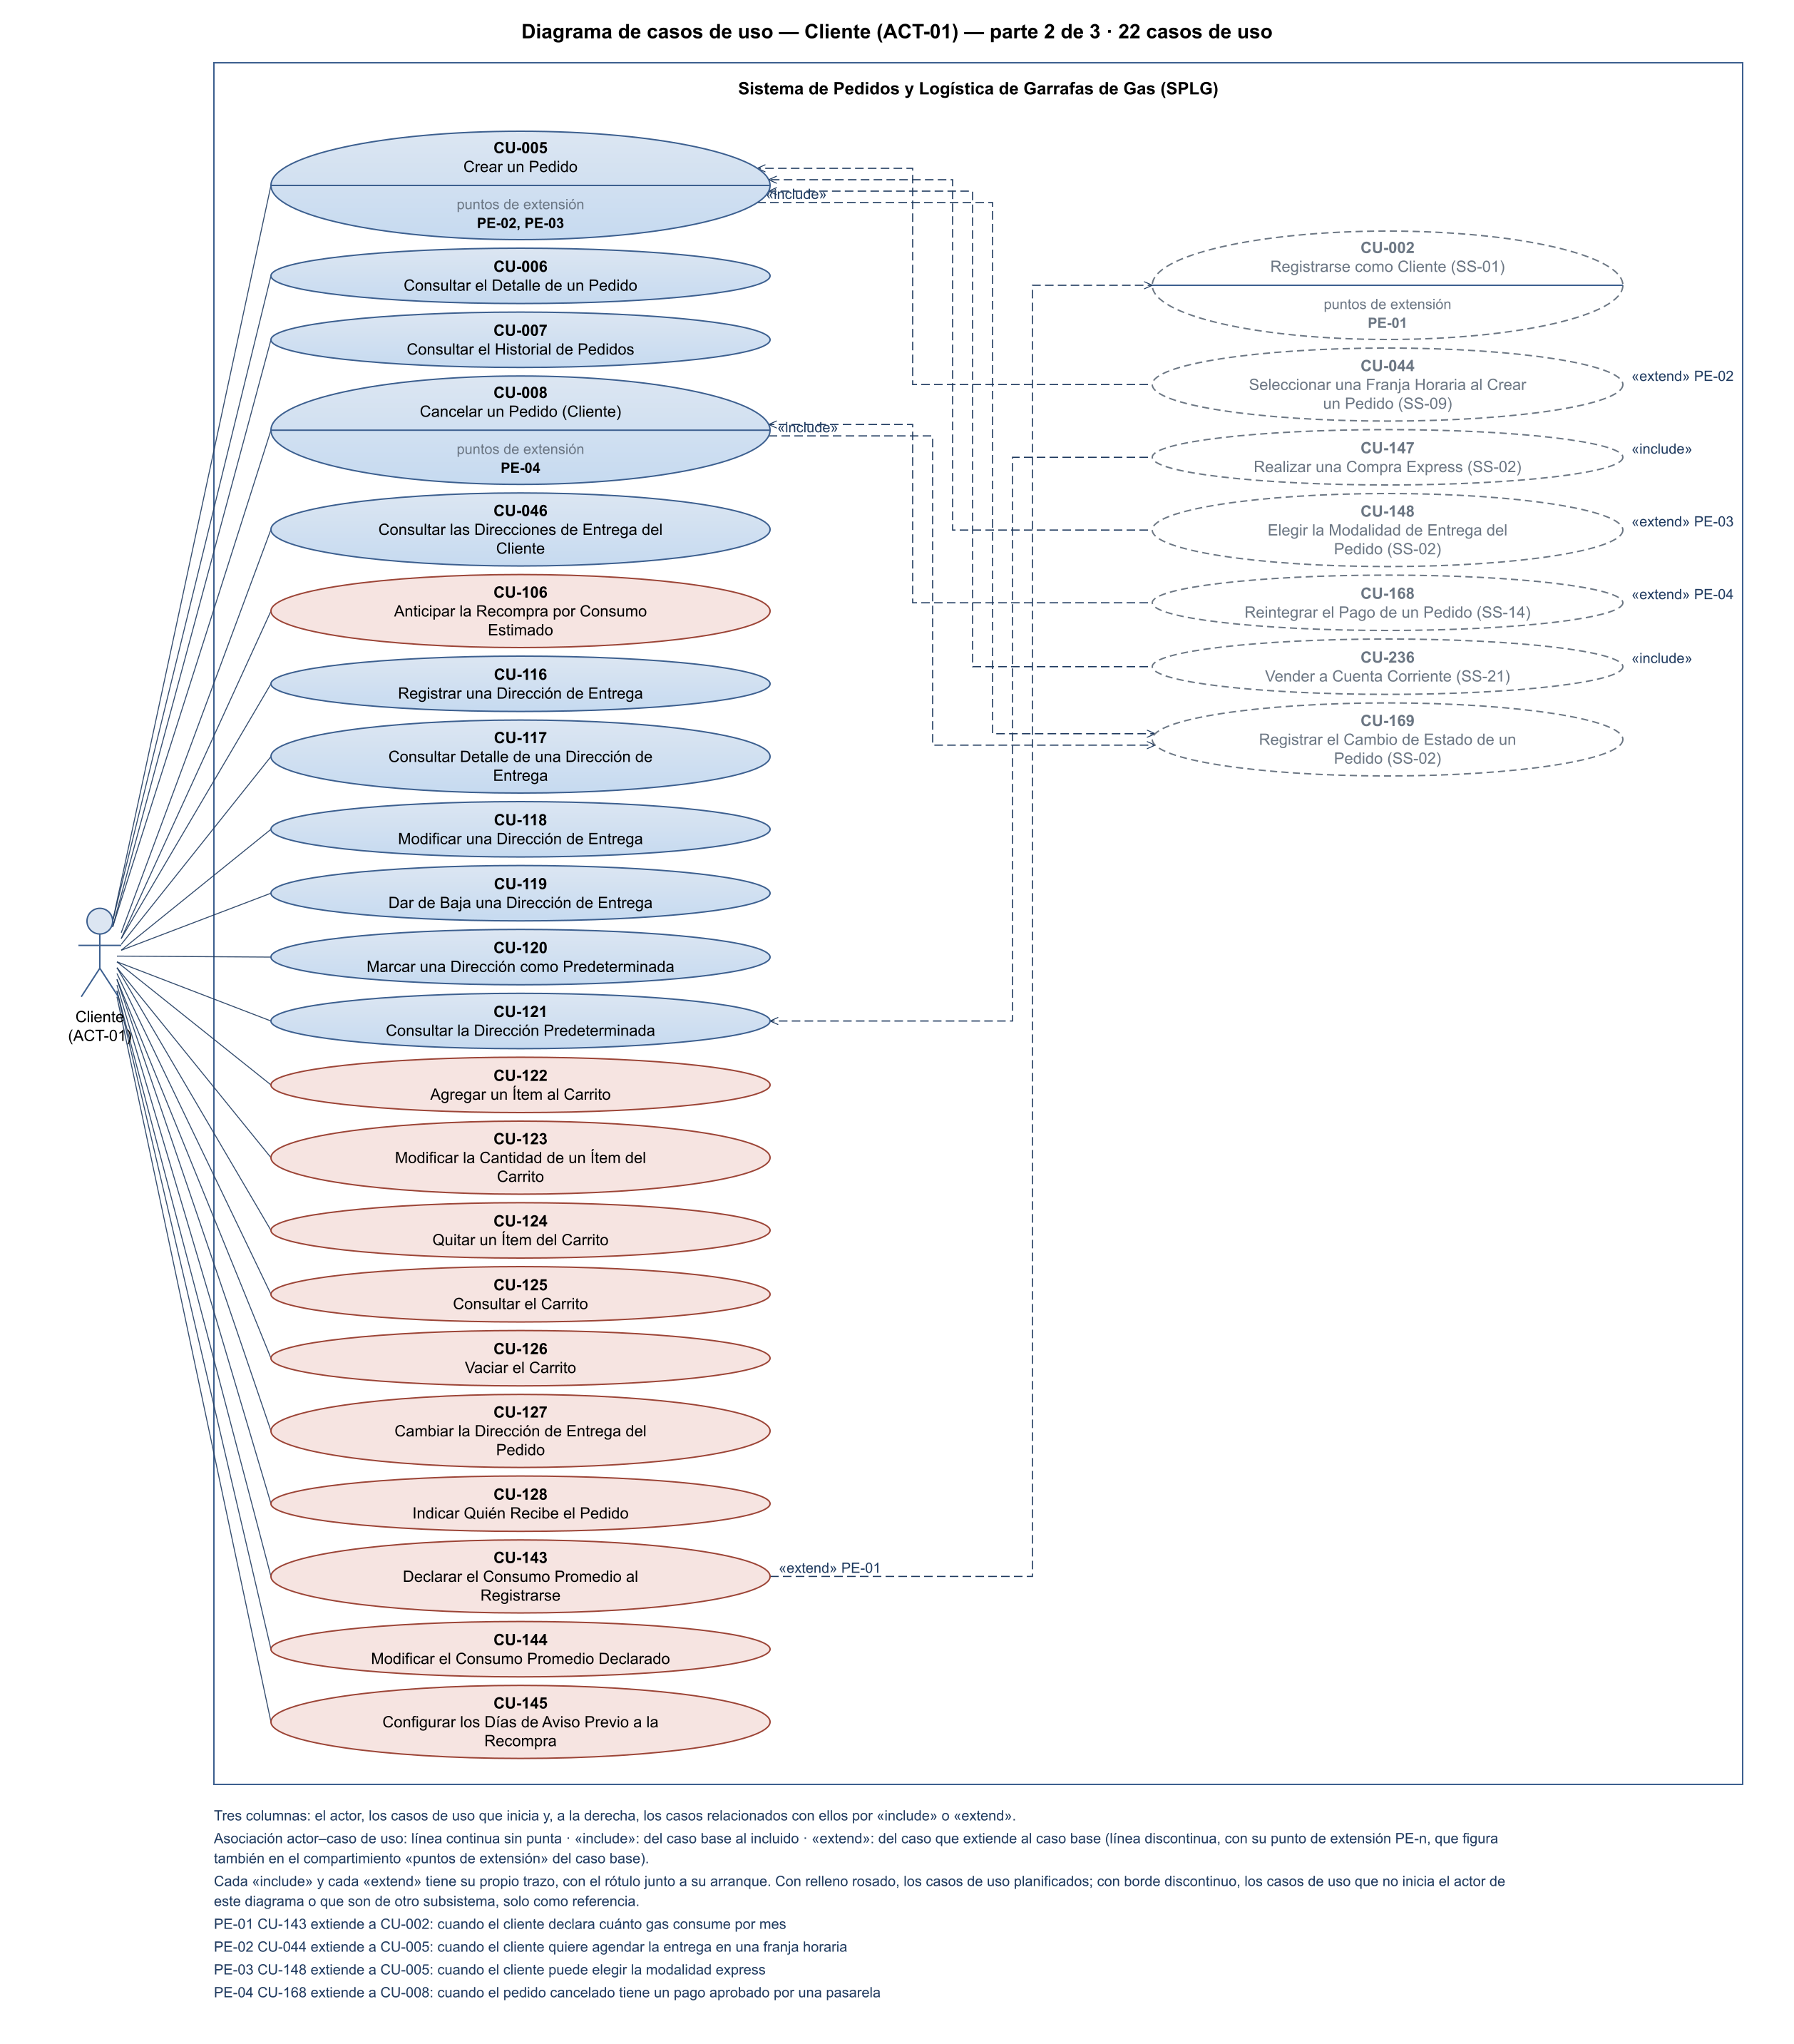 Diagrama de casos de uso — Cliente (ACT-01) — parte 2 de 3 · 22 casos de uso
Sistema de Pedidos y Logística de Garrafas de Gas (SPLG)
CU-005
Crear un Pedido
puntos de extensión
PE-02, PE-03
«include»
CU-006
Consultar el Detalle de un Pedido
CU-007
Consultar el Historial de Pedidos
CU-008
Cancelar un Pedido (Cliente)
puntos de extensión
PE-04
«include»
CU-046
Consultar las Direcciones de Entrega del
Cliente
CU-106
Anticipar la Recompra por Consumo
Estimado
CU-116
Registrar una Dirección de Entrega
CU-117
Consultar Detalle de una Dirección de
Entrega
CU-118
Modificar una Dirección de Entrega
CU-119
Dar de Baja una Dirección de Entrega
CU-120
Marcar una Dirección como Predeterminada
CU-121
Consultar la Dirección Predeterminada
Cliente
(ACT-01)
CU-122
Agregar un Ítem al Carrito
CU-123
Modificar la Cantidad de un Ítem del
Carrito
CU-124
Quitar un Ítem del Carrito
CU-125
Consultar el Carrito
CU-126
Vaciar el Carrito
CU-127
Cambiar la Dirección de Entrega del
Pedido
CU-128
Indicar Quién Recibe el Pedido
CU-143
Declarar el Consumo Promedio al
Registrarse
«extend» PE-01
CU-144
Modificar el Consumo Promedio Declarado
CU-145
Configurar los Días de Aviso Previo a la
Recompra
CU-002
Registrarse como Cliente (SS-01)
puntos de extensión
PE-01
CU-044
Seleccionar una Franja Horaria al Crear
un Pedido (SS-09)
«extend» PE-02
CU-147
Realizar una Compra Express (SS-02)
«include»
CU-148
Elegir la Modalidad de Entrega del
Pedido (SS-02)
«extend» PE-03
CU-168
Reintegrar el Pago de un Pedido (SS-14)
«extend» PE-04
CU-236
Vender a Cuenta Corriente (SS-21)
«include»
CU-169
Registrar el Cambio de Estado de un
Pedido (SS-02)
Tres columnas: el actor, los casos de uso que inicia y, a la derecha, los casos relacionados con ellos por «include» o «extend».
Asociación actor–caso de uso: línea continua sin punta · «include»: del caso base al incluido · «extend»: del caso que extiende al caso base (línea discontinua, con su punto de extensión PE-n, que figura
también en el compartimiento «puntos de extensión» del caso base).
Cada «include» y cada «extend» tiene su propio trazo, con el rótulo junto a su arranque. Con relleno rosado, los casos de uso planificados; con borde discontinuo, los casos de uso que no inicia el actor de
este diagrama o que son de otro subsistema, solo como referencia.
PE-01 CU-143 extiende a CU-002: cuando el cliente declara cuánto gas consume por mes
PE-02 CU-044 extiende a CU-005: cuando el cliente quiere agendar la entrega en una franja horaria
PE-03 CU-148 extiende a CU-005: cuando el cliente puede elegir la modalidad express
PE-04 CU-168 extiende a CU-008: cuando el pedido cancelado tiene un pago aprobado por una pasarela